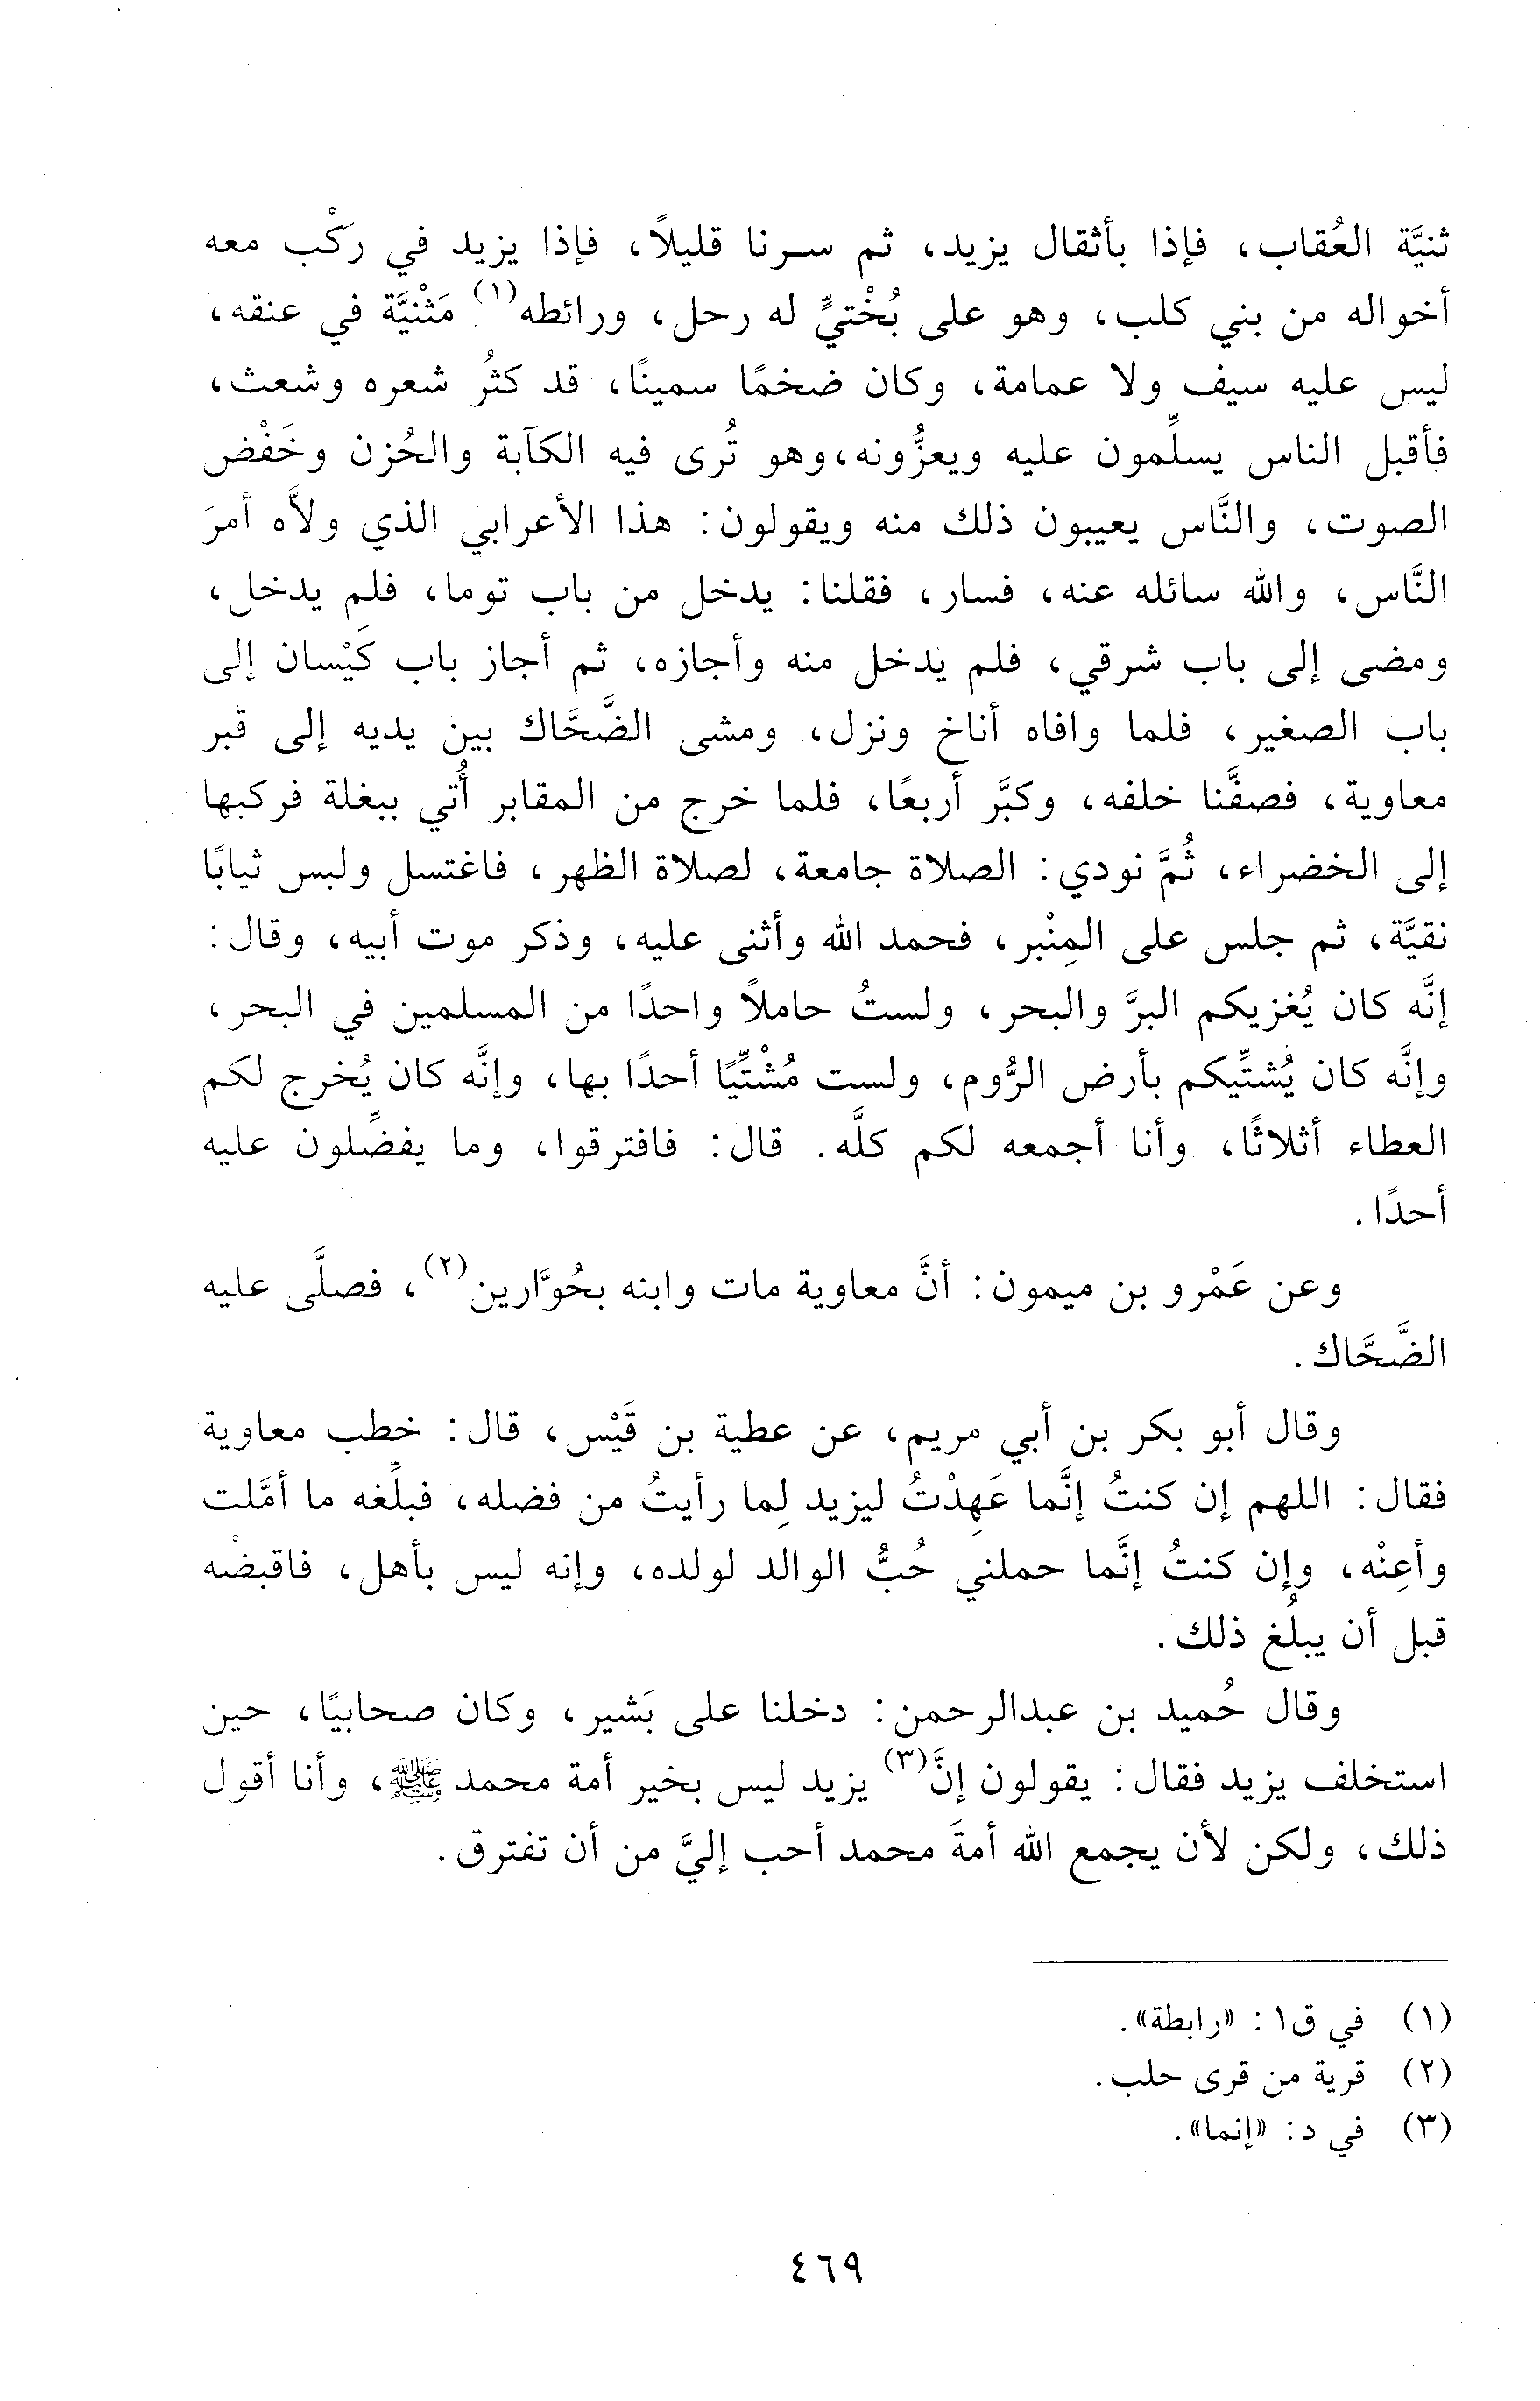 ثنيَّة العُقاب، فإذا بأثقال يزيد، ثم سرنا قليلاً، فإذا يزيد في ركْب معه
أخواله من بني كلب، وهو على بُخْتيٍّ له رحل، ورائطه(١) مَثْنيَّة في عنقه،
ليس عليه سيف ولا عمامة، وكان ضخمًا سمينًا، قد كثُر شعره وشعث،
فأقبل الناس يسلِّمون عليه ويعزُّونه، وهو تُرى فيه الكآبة والحُزن وخَفْض
الصوت، والنَّاس يعيبون ذلك منه ويقولون: هذا الأعرابي الذي ولاَّه أمرَ
النَّاس، والله سائله عنه، فسار، فقلنا: يدخل من باب توما، فلم يدخل،
ومضى إلى باب شرقي، فلم يدخل منه وأجازه، ثم أجاز باب كَيْسان إلى
باب الصغير، فلما وافاه أناخ ونزل، ومشى الضَّحَّاك بين يديه إلى قبر
معاوية، فصفَّنا خلفه، وكبَّر أربعًا، فلما خرج من المقابر أُتي ببغلة فركبها
إلى الخضراء، ثُمَّ نودي: الصلاة جامعة، لصلاة الظهر، فاغتسل ولبس ثيابًا
نقيَّة، ثم جلس على المِنْبر، فحمد الله وأثنى عليه، وذكر موت أبيه، وقال:
إنَّه كان يُغزيكم البرَّ والبحر، ولستُ حاملاً واحدًا من المسلمين في البحر،
وإنَّه كان يُشتِّيكم بأرض الرُّوم، ولست مُشْتِّيًا أحدًا بها، وإنَّه كان يُخرج لكم
العطاء أثلاثًا، وأنا أجمعه لكم كلَّه. قال: فافترقوا، وما يفضِّلون عليه
أحدًا.
وعن عَمْرو بن ميمون: أنَّ معاوية مات وابنه بحُوَّارين(٢)، فصلَّى عليه
الضَّحَّاك.
وقال أبو بكر بن أبي مريم، عن عطية بن قَيْس، قال: خطب معاوية
فقال: اللهم إن كنتُ إنَّما عَهِدْتُ ليزيد لِما رأيتُ من فضله، فبلِّغه ما أمَّلت
وأعِنْه، وإن كنتُ إنَّما حملني حُبُّ الوالد لولده، وإنه ليس بأهل، فاقبضْه
قبل أن يبلُغ ذلك.
وقال حُميد بن عبدالرحمن: دخلنا على بَشير، وكان صحابيًا، حين
استخلف يزيد فقال: يقولون إنَّ(٣) يزيد ليس بخير أمة محمد ﷺ، وأنا أقول
ذلك، ولكن لأن يجمع الله أمةَ محمد أحب إليَّ من أن تفترق.
(١) في ق١: «رابطة».
(٢) قرية من قرى حلب.
(٣) في د: «إنما».
٤٦٩